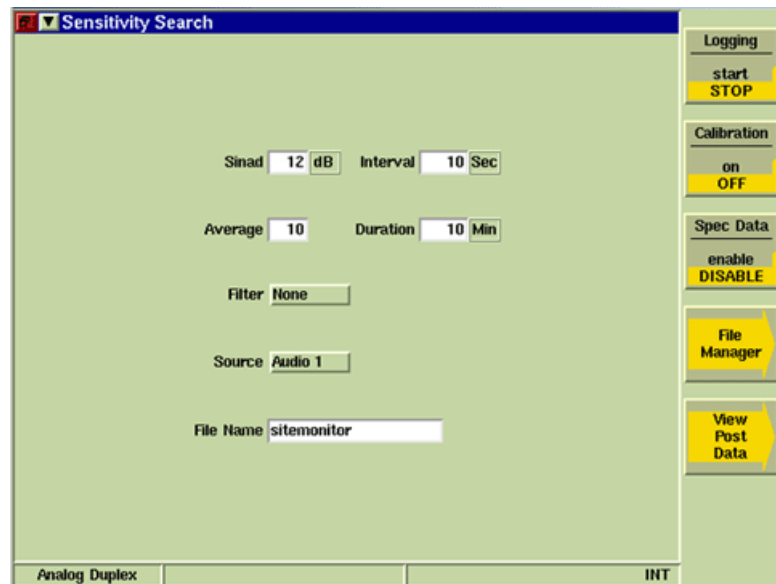 Sensitivity Search
Sinad 12 dB Interval 10 Sec
Average 10 Duration 10 Min
Filter None
Source Audio 1
File Name sitemonitor
Logging
start
STOP
Calibration
on
OFF
Spec Data
enable
DISABLE
File
Manager
View
Post
Data
Analog Duplex INT